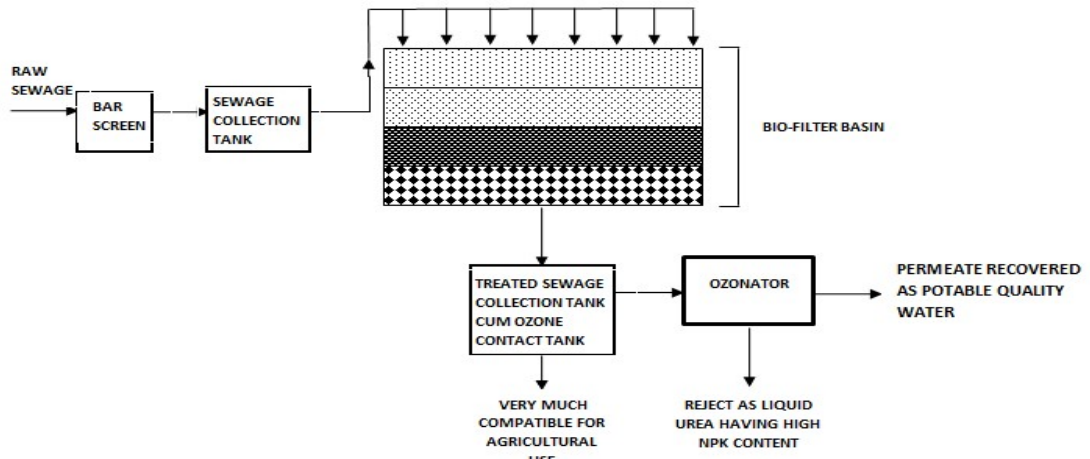 RAW
SEWAGE
BAR
SCREEN
SEWAGE
COLLECTION
TANK
BIO-FILTER BASIN
TREATED SEWAGE
COLLECTION TANK
CUM OZONE
CONTACT TANK
OZONATOR
PERMEATE RECOVERED
AS POTABLE QUALITY
WATER
VERY MUCH
COMPATIBLE FOR
AGRICULTURAL
REJECT AS LIQUID
UREA HAVING HIGH
NPK CONTENT